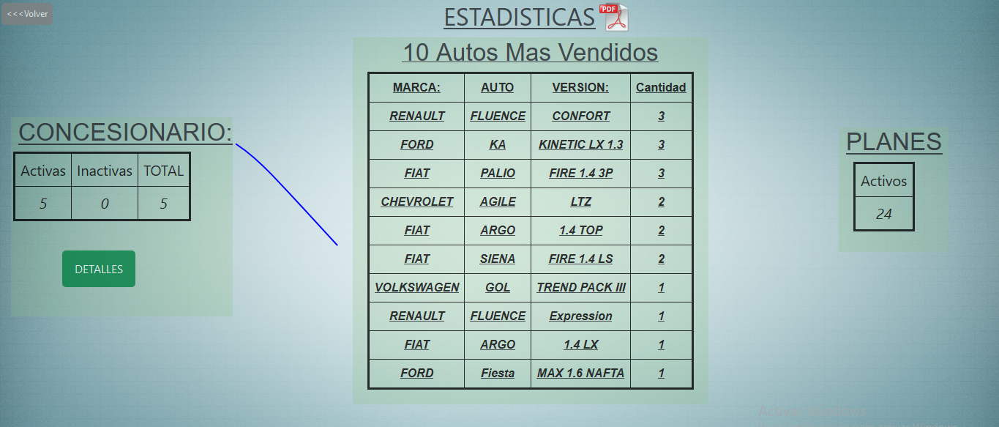 <<<Volver
ESTADISTICAS
PDF
10 Autos Mas Vendidos
MARCA: AUTO VERSION: Cantidad
RENAULT FLUENCE CONFORT 3
FORD KA KINETIC LX 1.3 3
FIAT PALIO FIRE 1.4 3P 3
CHEVROLET AGILE LTZ 2
FIAT ARGO 1.4 TOP 2
FIAT SIENA FIRE 1.4 LS 2
VOLKSWAGEN GOL TREND PACK III 1
RENAULT FLUENCE Expression 1
FIAT ARGO 1.4 LX 1
FORD Fiesta MAX 1.6 NAFTA 1
CONCESIONARIO:
Activas Inactivas TOTAL
5 0 5
DETALLES
PLANES
Activos
24
Activar Windows